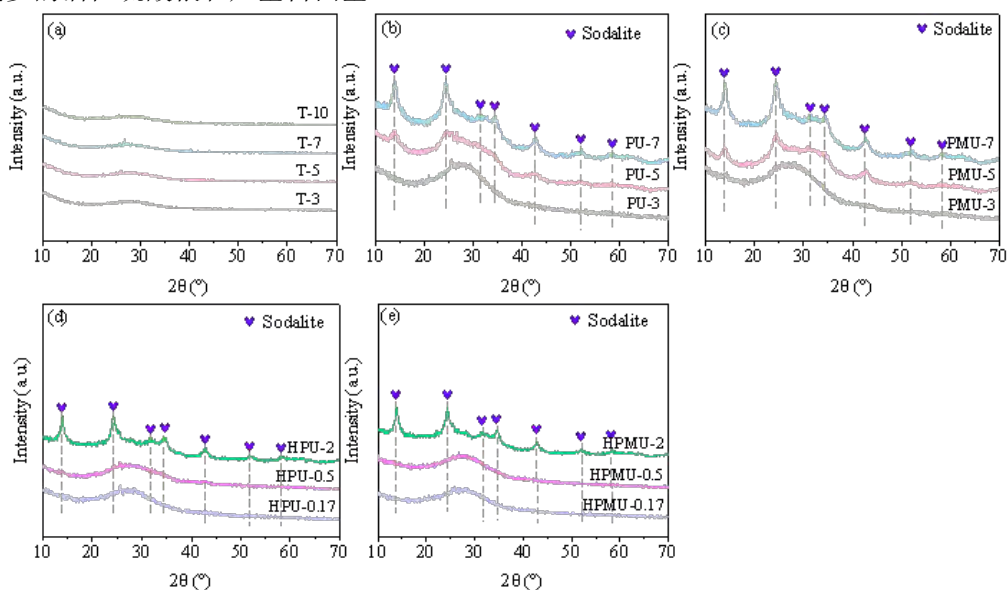 (a)
Intensity (a.u.)
T-10
T-7
T-5
T-3
10 20 30 40 50 60 70
2θ (°)
(b)
Sodalite
Intensity (a.u.)
PU-7
PU-5
PU-3
10 20 30 40 50 60 70
2θ (°)
(c)
Sodalite
Intensity (a.u.)
PMU-7
PMU-5
PMU-3
10 20 30 40 50 60 70
2θ (°)
(d)
Sodalite
Intensity (a.u.)
HPU-2
HPU-0.5
HPU-0.17
10 20 30 40 50 60 70
2θ (°)
(e)
Sodalite
Intensity (a.u.)
HPMU-2
HPMU-0.5
HPMU-0.17
10 20 30 40 50 60 70
2θ (°)